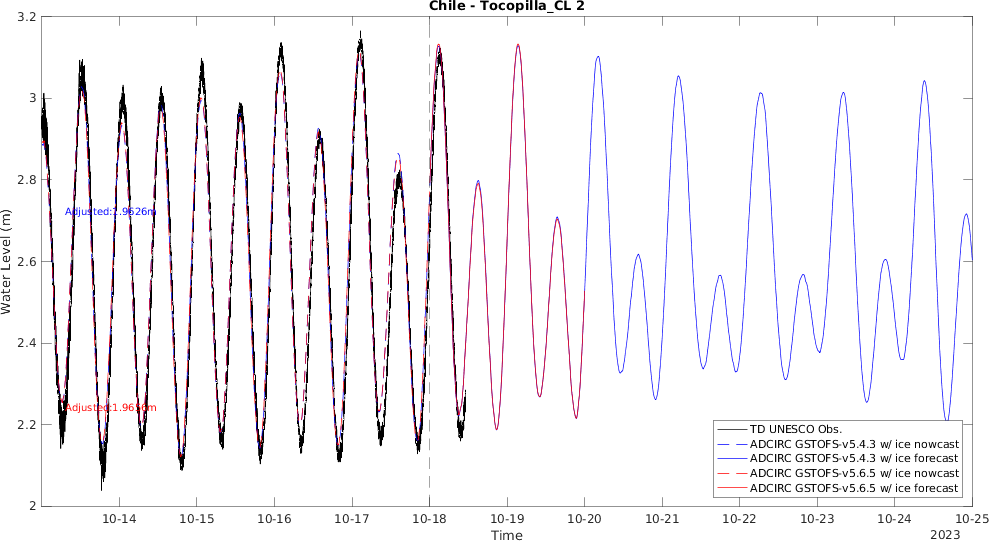 Chile - Tocopilla_CL 2
3.2
3
2.8
2.6
2.4
2.2
2
Water Level (m)
Adjusted:1.9526m
Adjusted:1.9656m
TD UNESCO Obs.
ADCIRC GSTOFS-v5.4.3 w/ ice nowcast
ADCIRC GSTOFS-v5.4.3 w/ ice forecast
ADCIRC GSTOFS-v5.6.5 w/ ice nowcast
ADCIRC GSTOFS-v5.6.5 w/ ice forecast
10-14 10-15 10-16 10-17 10-18 10-19 10-20 10-21 10-22 10-23 10-24 10-25
Time
2023